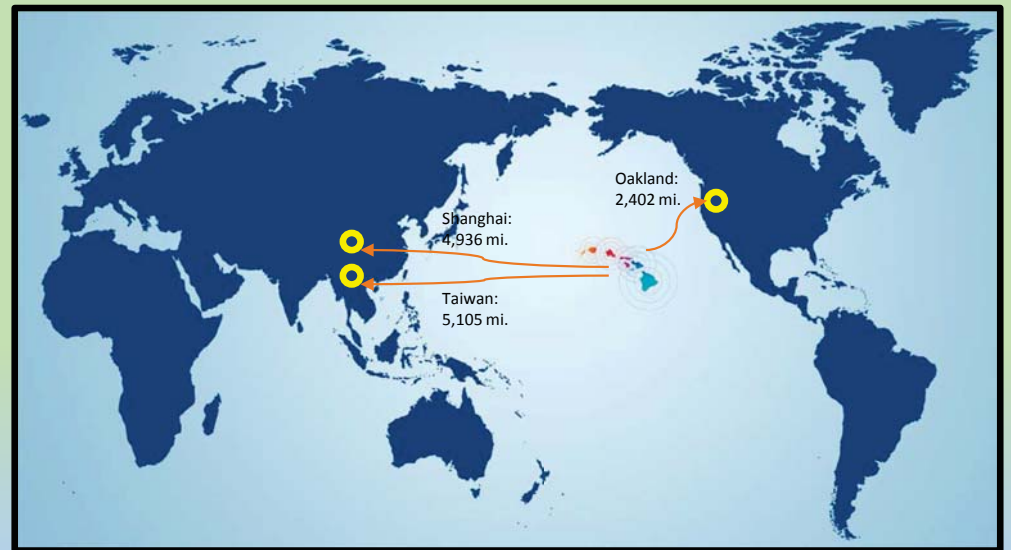 Oakland:
2,402 mi.
Shanghai:
4,936 mi.
Taiwan:
5,105 mi.